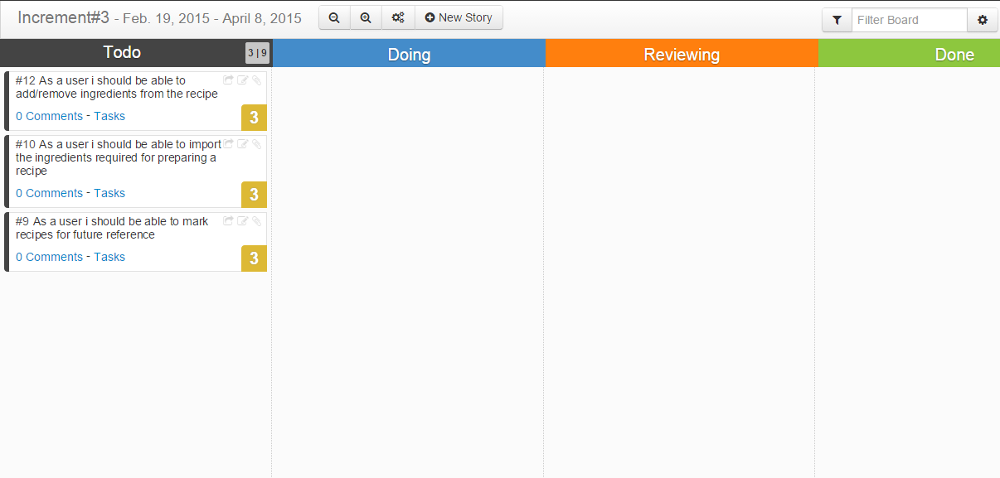 Increment#3 - Feb. 19, 2015 - April 8, 2015
New Story
Filter Board
Todo
3 | 9
Doing
Reviewing
Done
#12 As a user i should be able to
add/remove ingredients from the recipe
0 Comments - Tasks
3
#10 As a user i should be able to import
the ingredients required for preparing a
recipe
0 Comments - Tasks
3
#9 As a user i should be able to mark
recipes for future reference
0 Comments - Tasks
3